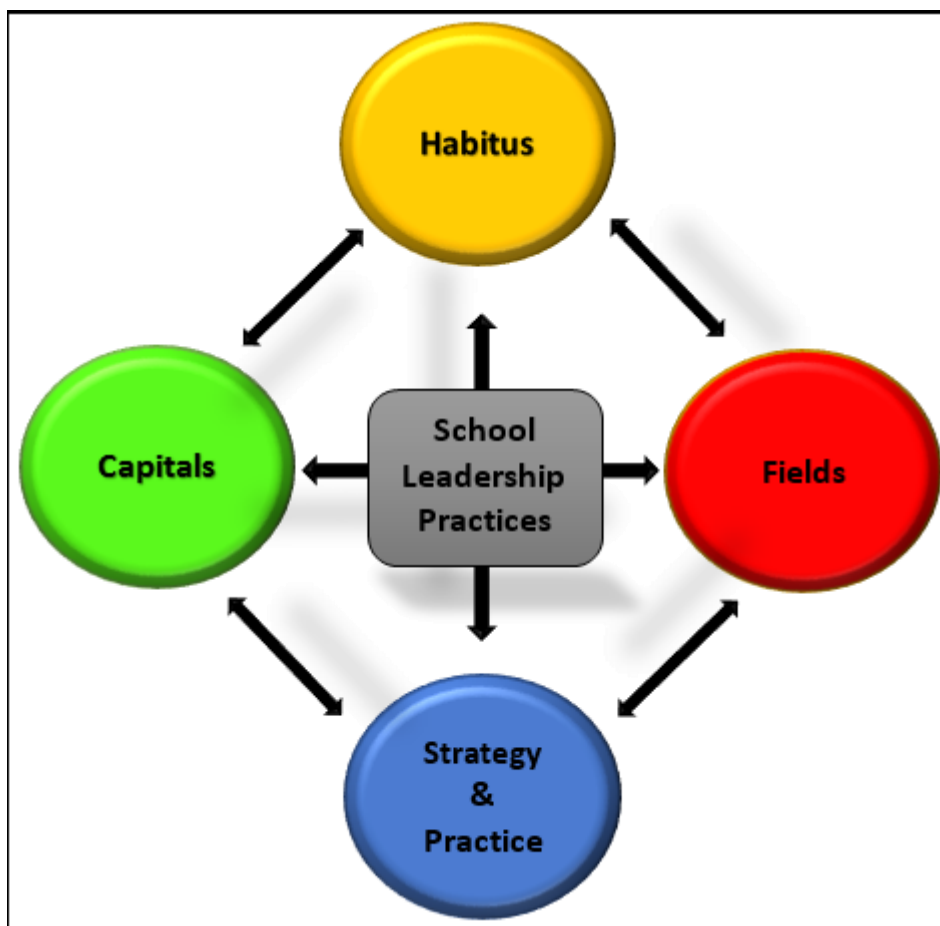 Habitus
Capitals
School
Leadership
Practices
Fields
Strategy
&
Practice